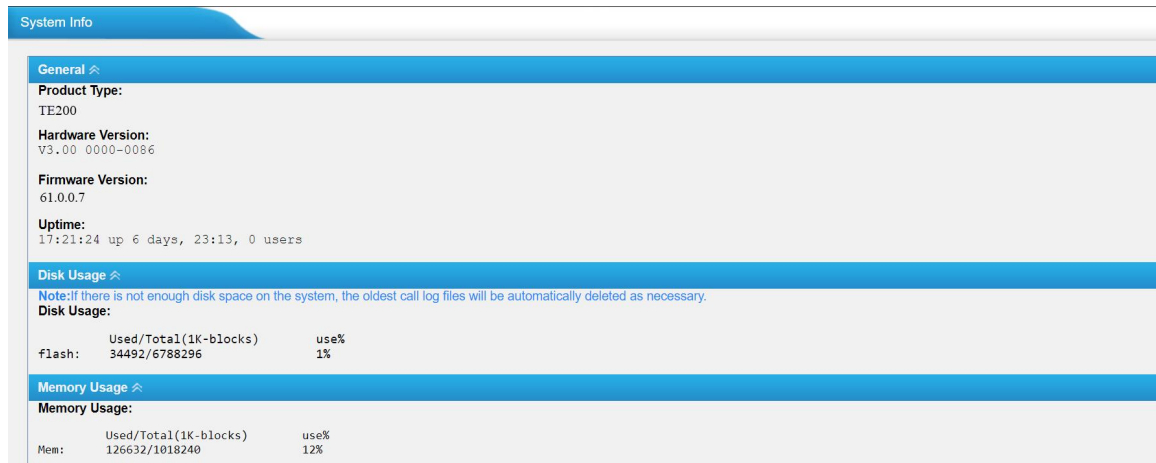 System Info
General
Product Type:
TE200
Hardware Version:
V3.00 0000-0086
Firmware Version:
61.0.0.7
Uptime:
17:21:24 up 6 days, 23:13, 0 users
Disk Usage
Note:If there is not enough disk space on the system, the oldest call log files will be automatically deleted as necessary.
Disk Usage:
Used/Total(1K-blocks) use%
flash: 34492/6788296 1%
Memory Usage
Memory Usage:
Used/Total(1K-blocks) use%
Mem: 126632/1018240 12%